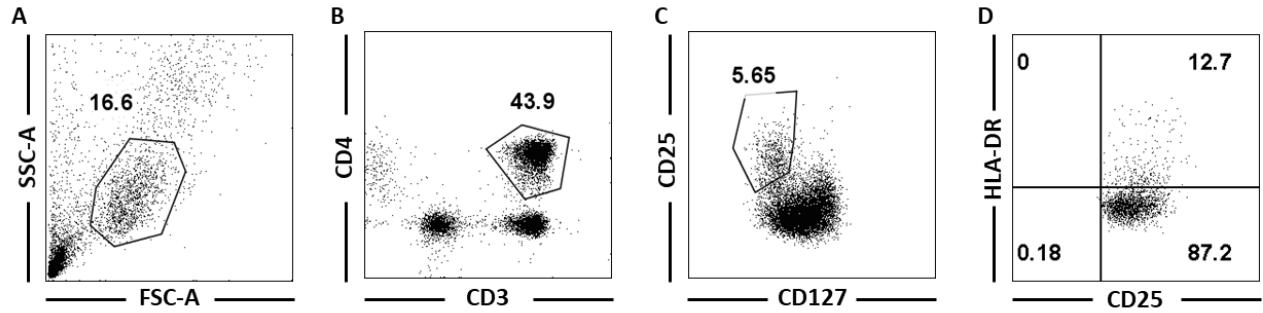 A
SSC-A
16.6
FSC-A
B
CD4
43.9
CD3
C
CD25
5.65
CD127
D
HLA-DR
0
12.7
0.18
87.2
CD25